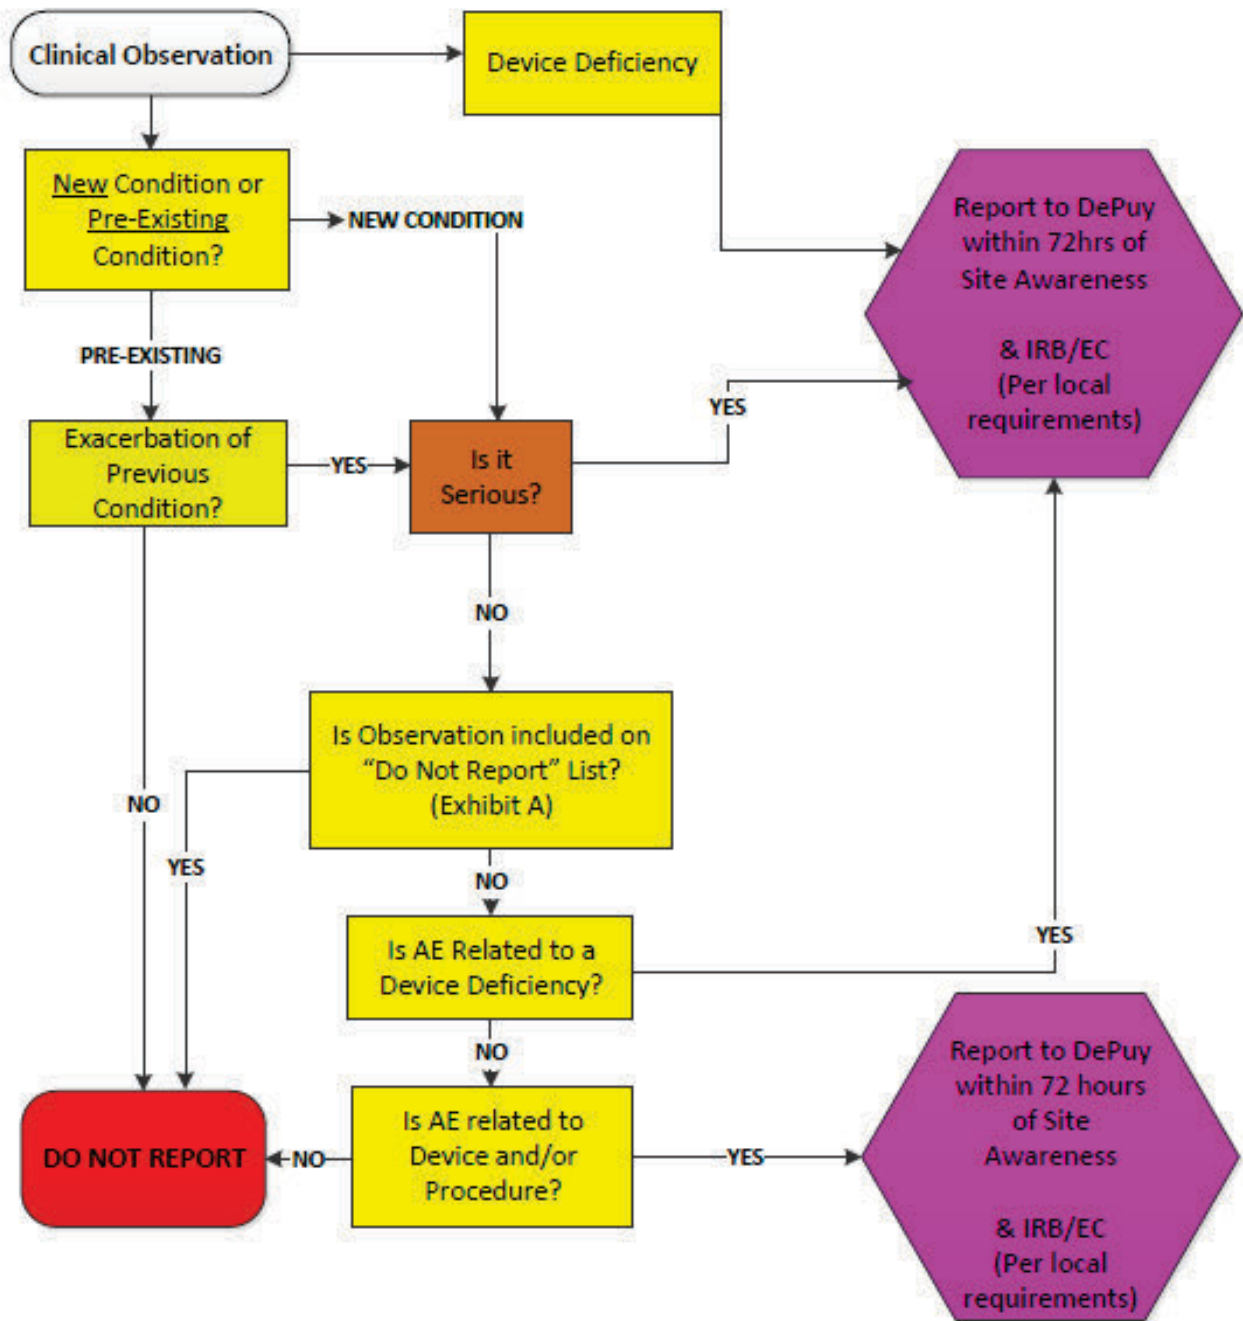 Clinical Observation
Device Deficiency
New Condition or
Pre-Existing
Condition?
NEW CONDITION
Report to DePuy
within 72hrs of
Site Awareness
& IRB/EC
(Per local
requirements)
PRE-EXISTING
YES
Exacerbation of
Previous
Condition?
YES
Is it
Serious?
NO
Is Observation included on
“Do Not Report” List?
(Exhibit A)
NO
YES
NO
Is AE Related to a
Device Deficiency?
YES
NO
Report to DePuy
within 72 hours
of Site
Awareness
& IRB/EC
(Per local
requirements)
Is AE related to
Device and/or
Procedure?
YES
NO
DO NOT REPORT